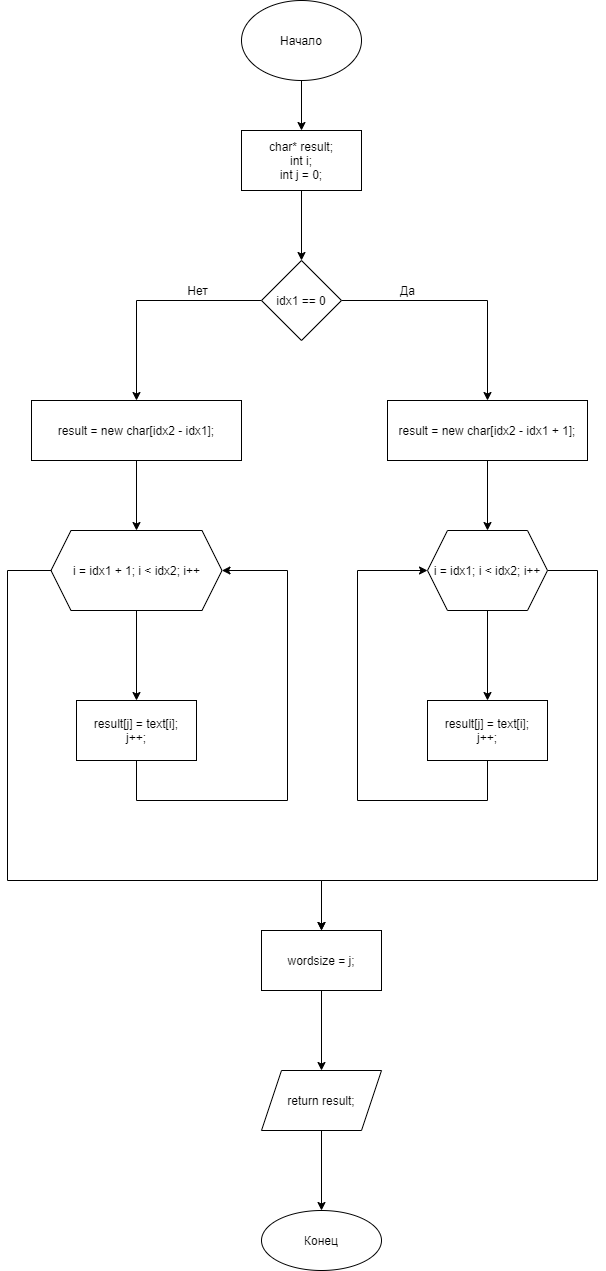 Начало
char* result;
int i;
int j = 0;
idx1 == 0
Нет
Да
result = new char[idx2 - idx1];
result = new char[idx2 - idx1 + 1];
i = idx1 + 1; i < idx2; i++
i = idx1; i < idx2; i++
result[j] = text[i];
j++;
result[j] = text[i];
j++;
wordsize = j;
return result;
Конец